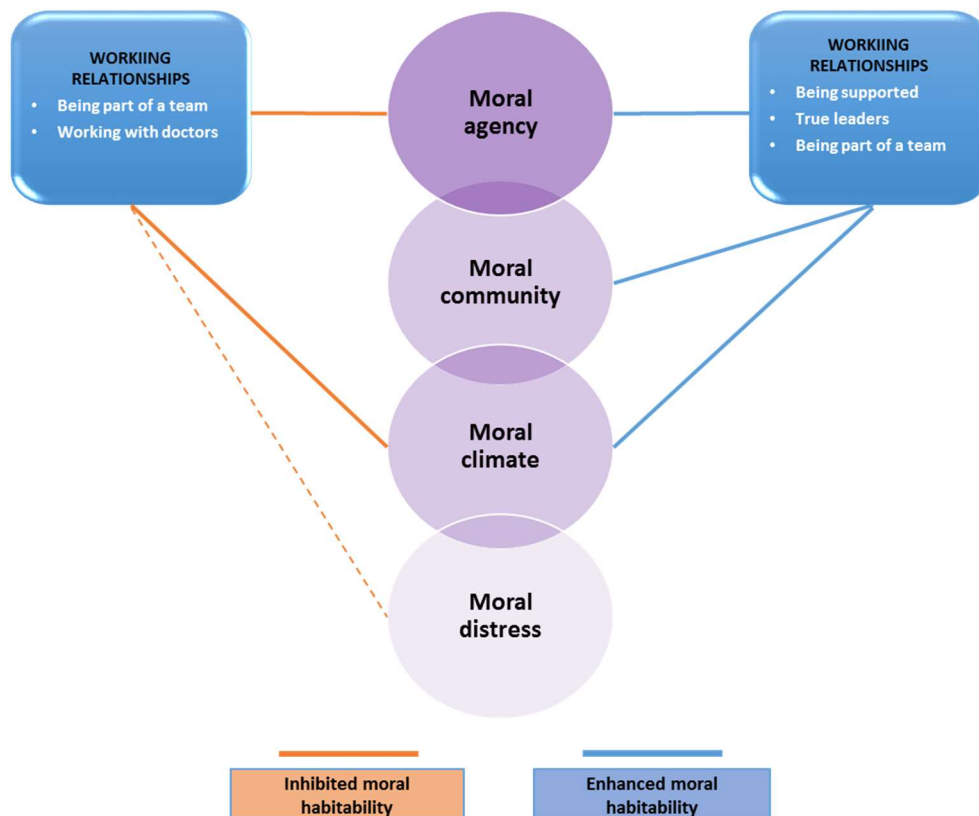 WORKIING
RELATIONSHIPS
• Being part of a team
• Working with doctors
Moral
agency
WORKIING
RELATIONSHIPS
• Being supported
• True leaders
• Being part of a team
Moral
community
Moral
climate
Moral
distress
Inhibited moral
habitability
Enhanced moral
habitability